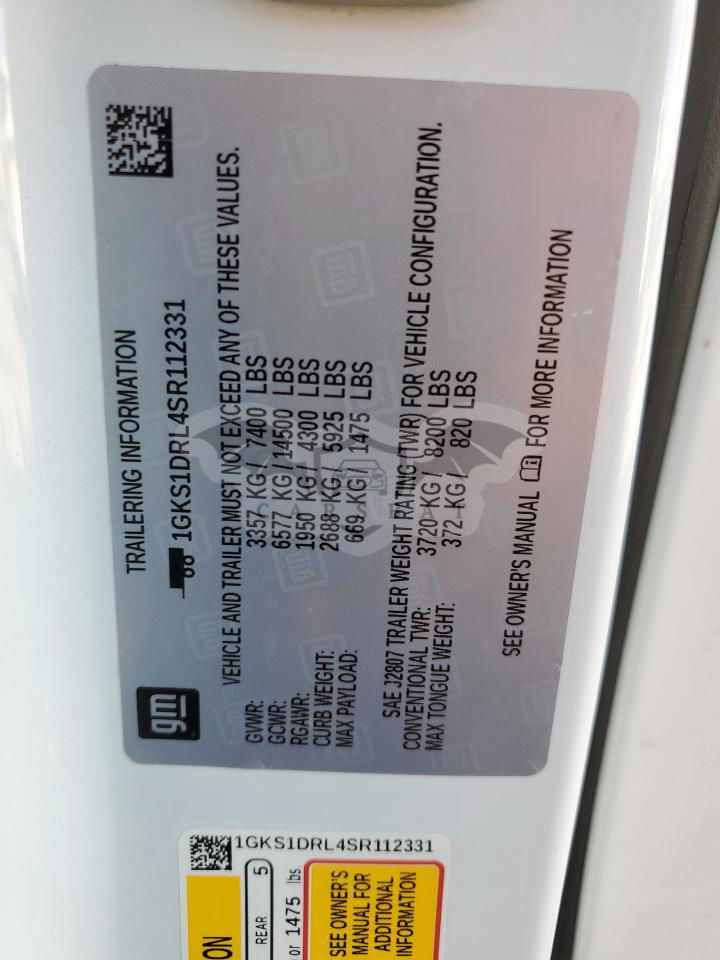 TRAILERING INFORMATION
1GKS1DRL4SR112331
gm
VEHICLE AND TRAILER MUST NOT EXCEED ANY OF THESE VALUES.
GVWR: 3357 KG / 7400 LBS
GCWR: 6577 KG / 14500 LBS
RGAWR: 1950 KG / 4300 LBS
CURB WEIGHT: 2688 KG / 5925 LBS
MAX PAYLOAD: 669 KG / 1475 LBS
SAE J2807 TRAILER WEIGHT RATING (TWR) FOR VEHICLE CONFIGURATION.
CONVENTIONAL TWR: 3720 KG / 8200 LBS
MAX TONGUE WEIGHT: 372 KG / 820 LBS
SEE OWNER'S MANUAL FOR MORE INFORMATION
1GKS1DRL4SR112331
REAR 5
or 1475 lbs.
SEE OWNER'S
MANUAL FOR
ADDITIONAL
INFORMATION